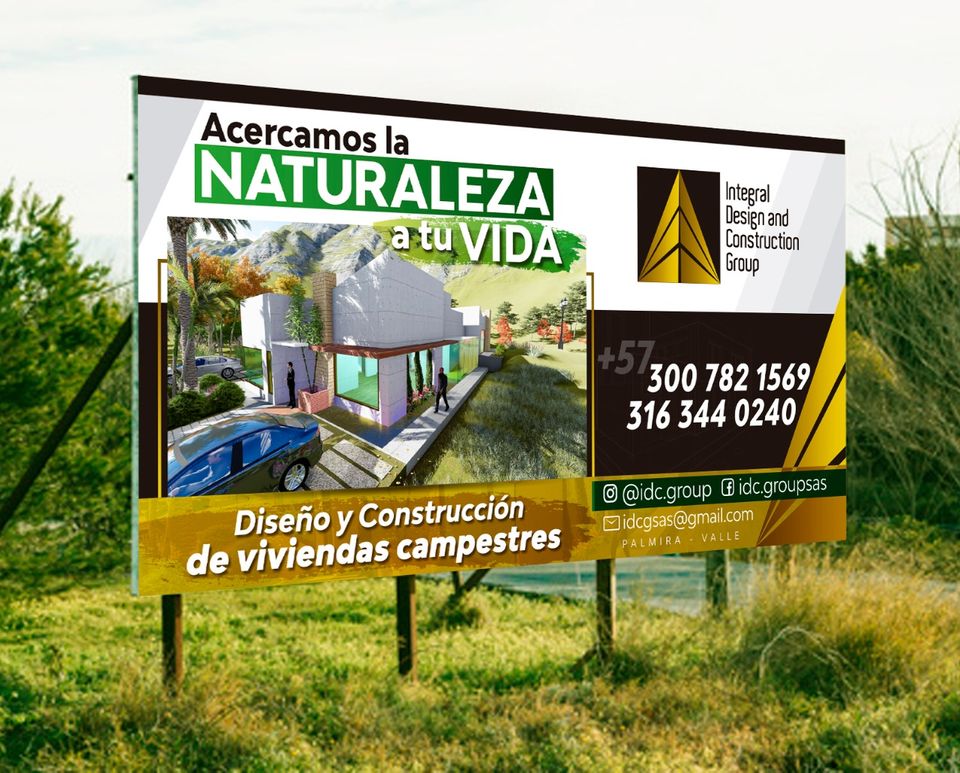 Acercamos la
NATURALEZA
a tu VIDA
Integral
Design and
Construction
Group
+57
300 782 1569
316 344 0240
@idc.group idc.groupsas
idcgsas@gmail.com
PALMIRA - VALLE
Diseño y Construcción
de viviendas campestres